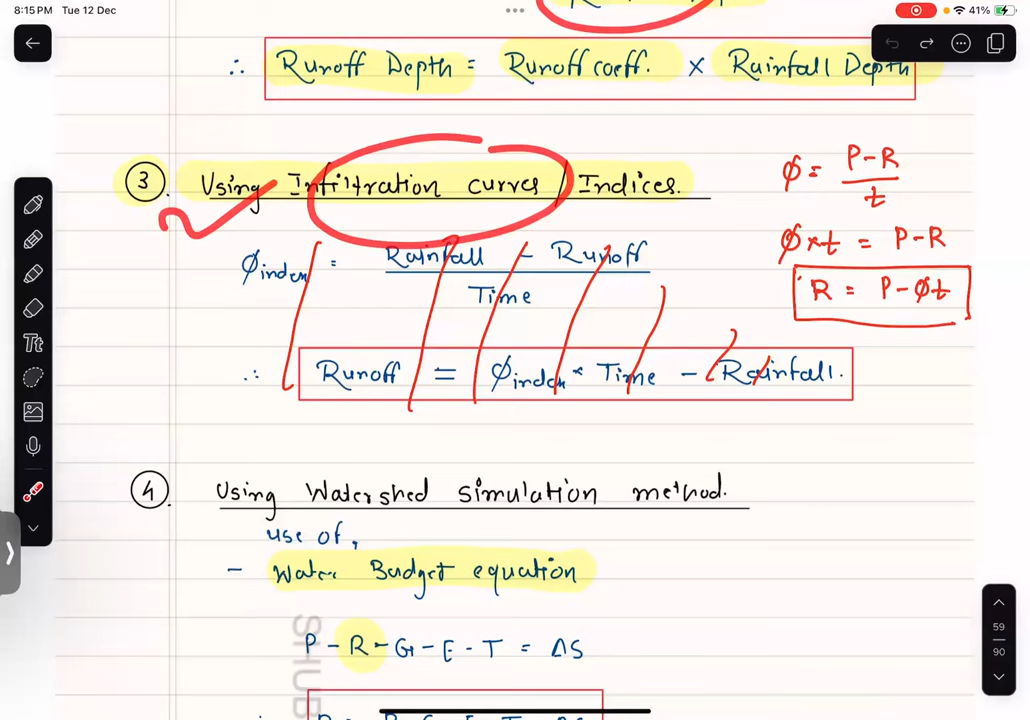 8:15 PM Tue 12 Dec
41%
∴ Runoff Depth = Runoff coeff. × Rainfall Depth
③. Using Infiltration curves / Indices.
ϕ = P-R / t
ϕindex = Rainfall - Runoff / Time
ϕ×t = P-R
R = P-ϕt
∴ Runoff = ϕindex × Time - Rainfall.
④. Using Watershed simulation method.
use of,
- Water Budget equation
P - R - G - E - T = ΔS
Tt
59
90
SHUB